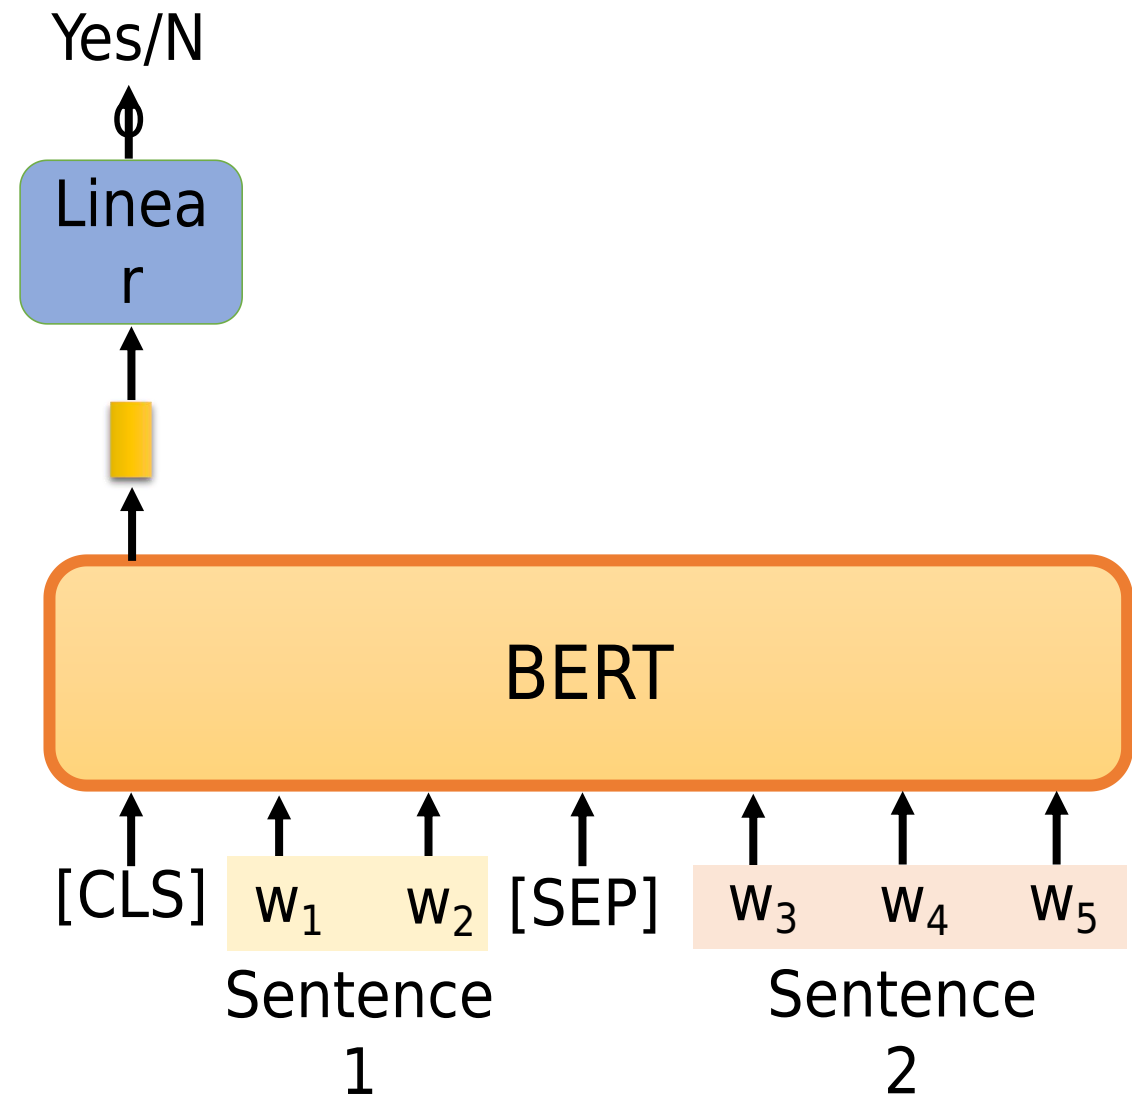 Yes/N
o
Linea
r
BERT
[CLS] w₁ w₂ [SEP] w₃ w₄ w₅
Sentence Sentence
1 2